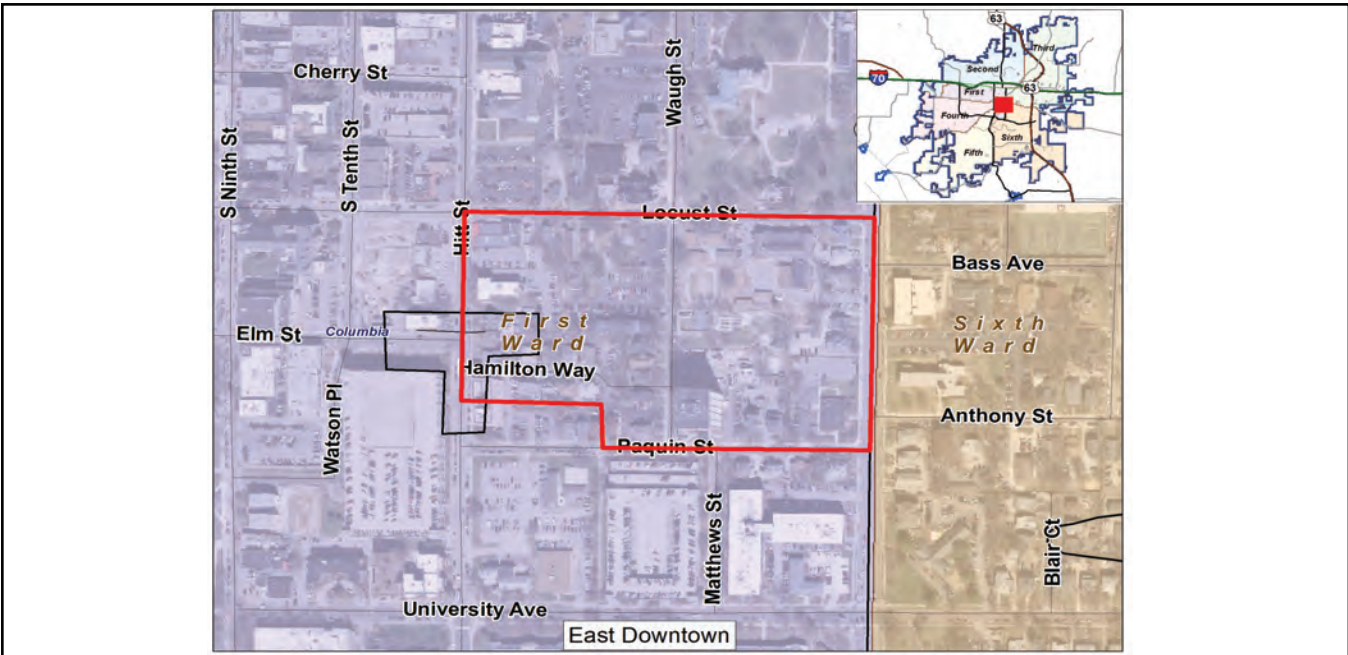 63
Third
Second
70
First
63
Fourth
Sixth
Fifth
Cherry St
Waugh St
S Ninth St
S Tenth St
Hitt St
Locust St
Bass Ave
Elm St
Columbia
First
Ward
Sixth
Ward
Hamilton Way
Watson Pl
Anthony St
Paquin St
Matthews St
Blair Ct
University Ave
East Downtown